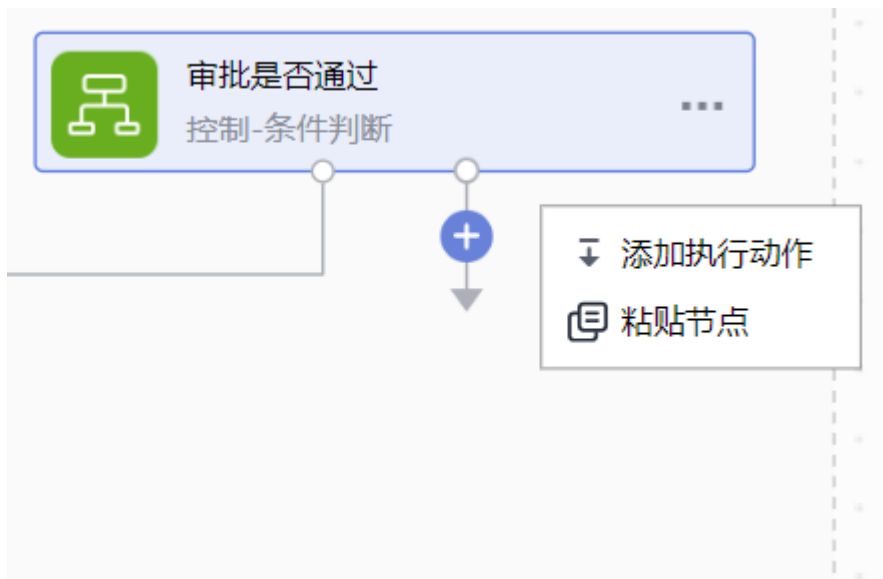 审批是否通过
控制-条件判断
添加执行动作
粘贴节点